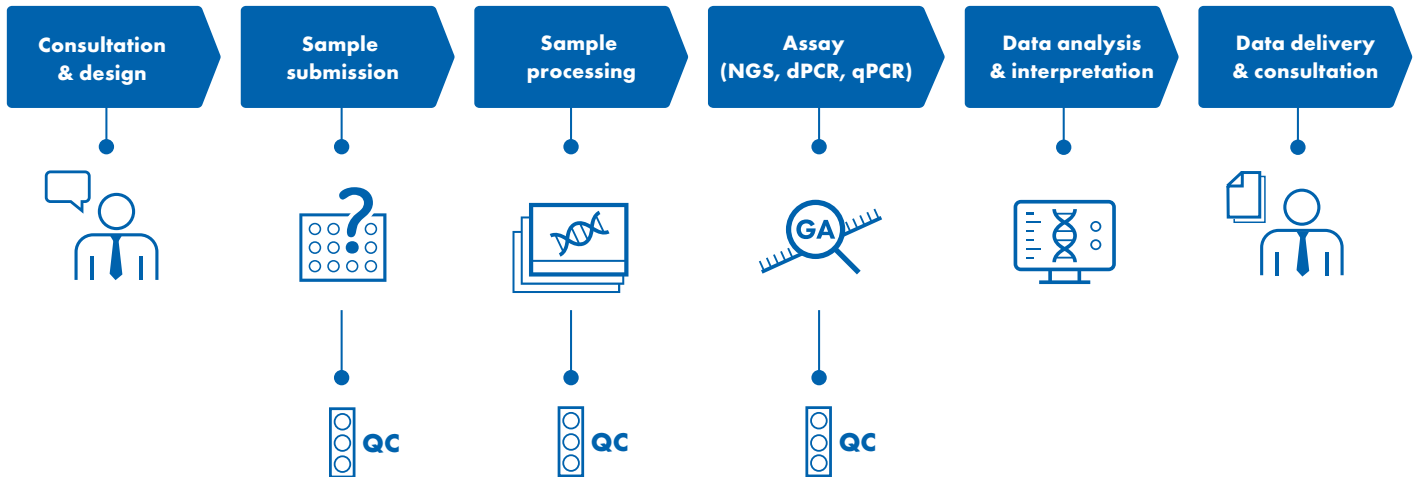 Consultation
& design
Sample
submission
Sample
processing
Assay
(NGS, dPCR, qPCR)
Data analysis
& interpretation
Data delivery
& consultation
?
GA
QC
QC
QC